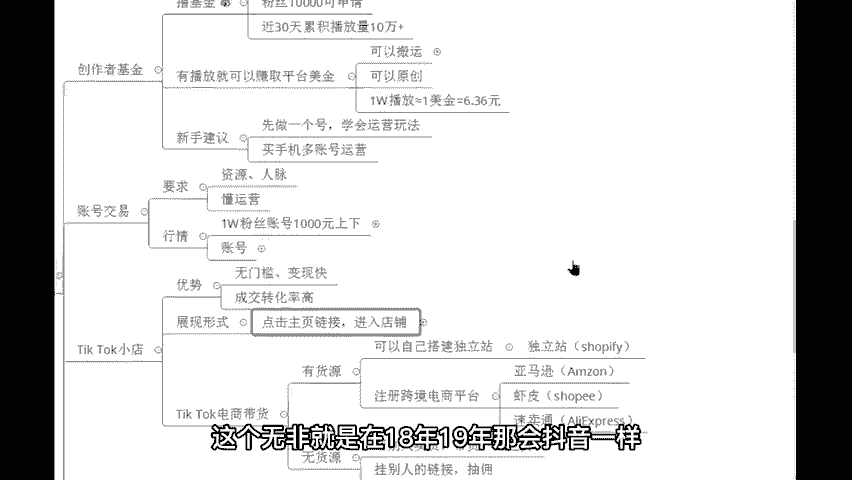 粉丝10000可申请
近30天累积播放量10万+
创作者基金
有播放就可以赚取平台美金
可以搬运
可以原创
1W播放≈1美金=6.36元
新手建议
先做一个号，学会运营玩法
买手机多账号运营
账号交易
要求
资源、人脉
懂运营
行情
1W粉丝账号1000元上下
账号
Tik Tok小店
优势
无门槛、变现快
成交转化率高
展现形式
点击主页链接，进入店铺
Tik Tok电商带货
有货源
可以自己搭建独立站
独立站（shopify）
注册跨境电商平台
亚马逊（Amzon）
虾皮（shopee）
速卖通（AliExpress）
无货源
挂别人的链接，抽佣
这个无非就是在18年19年那会抖音一样